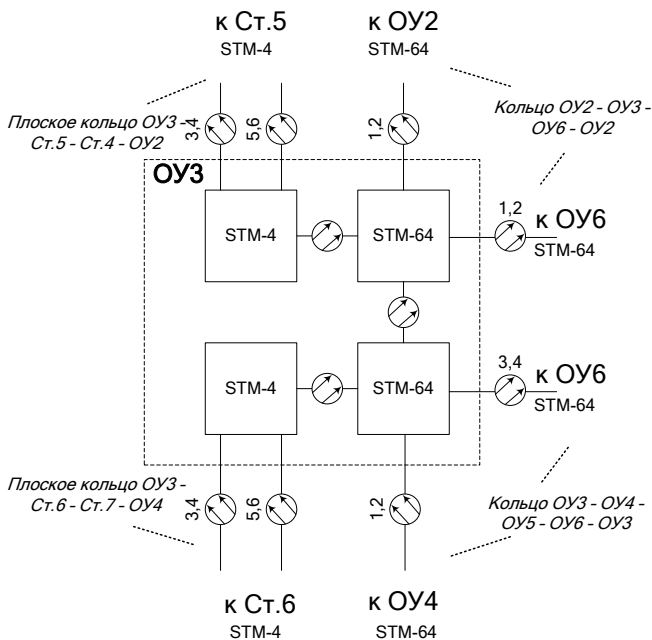 к Ст.5
STM-4
к ОУ2
STM-64
Плоское кольцо ОУ3 -
Ст.5 - Ст.4 - ОУ2
3,4
5,6
1,2
Кольцо ОУ2 - ОУ3 -
ОУ6 - ОУ2
ОУ3
STM-4
STM-64
1,2
к ОУ6
STM-64
STM-4
STM-64
3,4
к ОУ6
STM-64
Плоское кольцо ОУ3 -
Ст.6 - Ст.7 - ОУ4
3,4
5,6
1,2
Кольцо ОУ3 - ОУ4 -
ОУ5 - ОУ6 - ОУ3
к Ст.6
STM-4
к ОУ4
STM-64